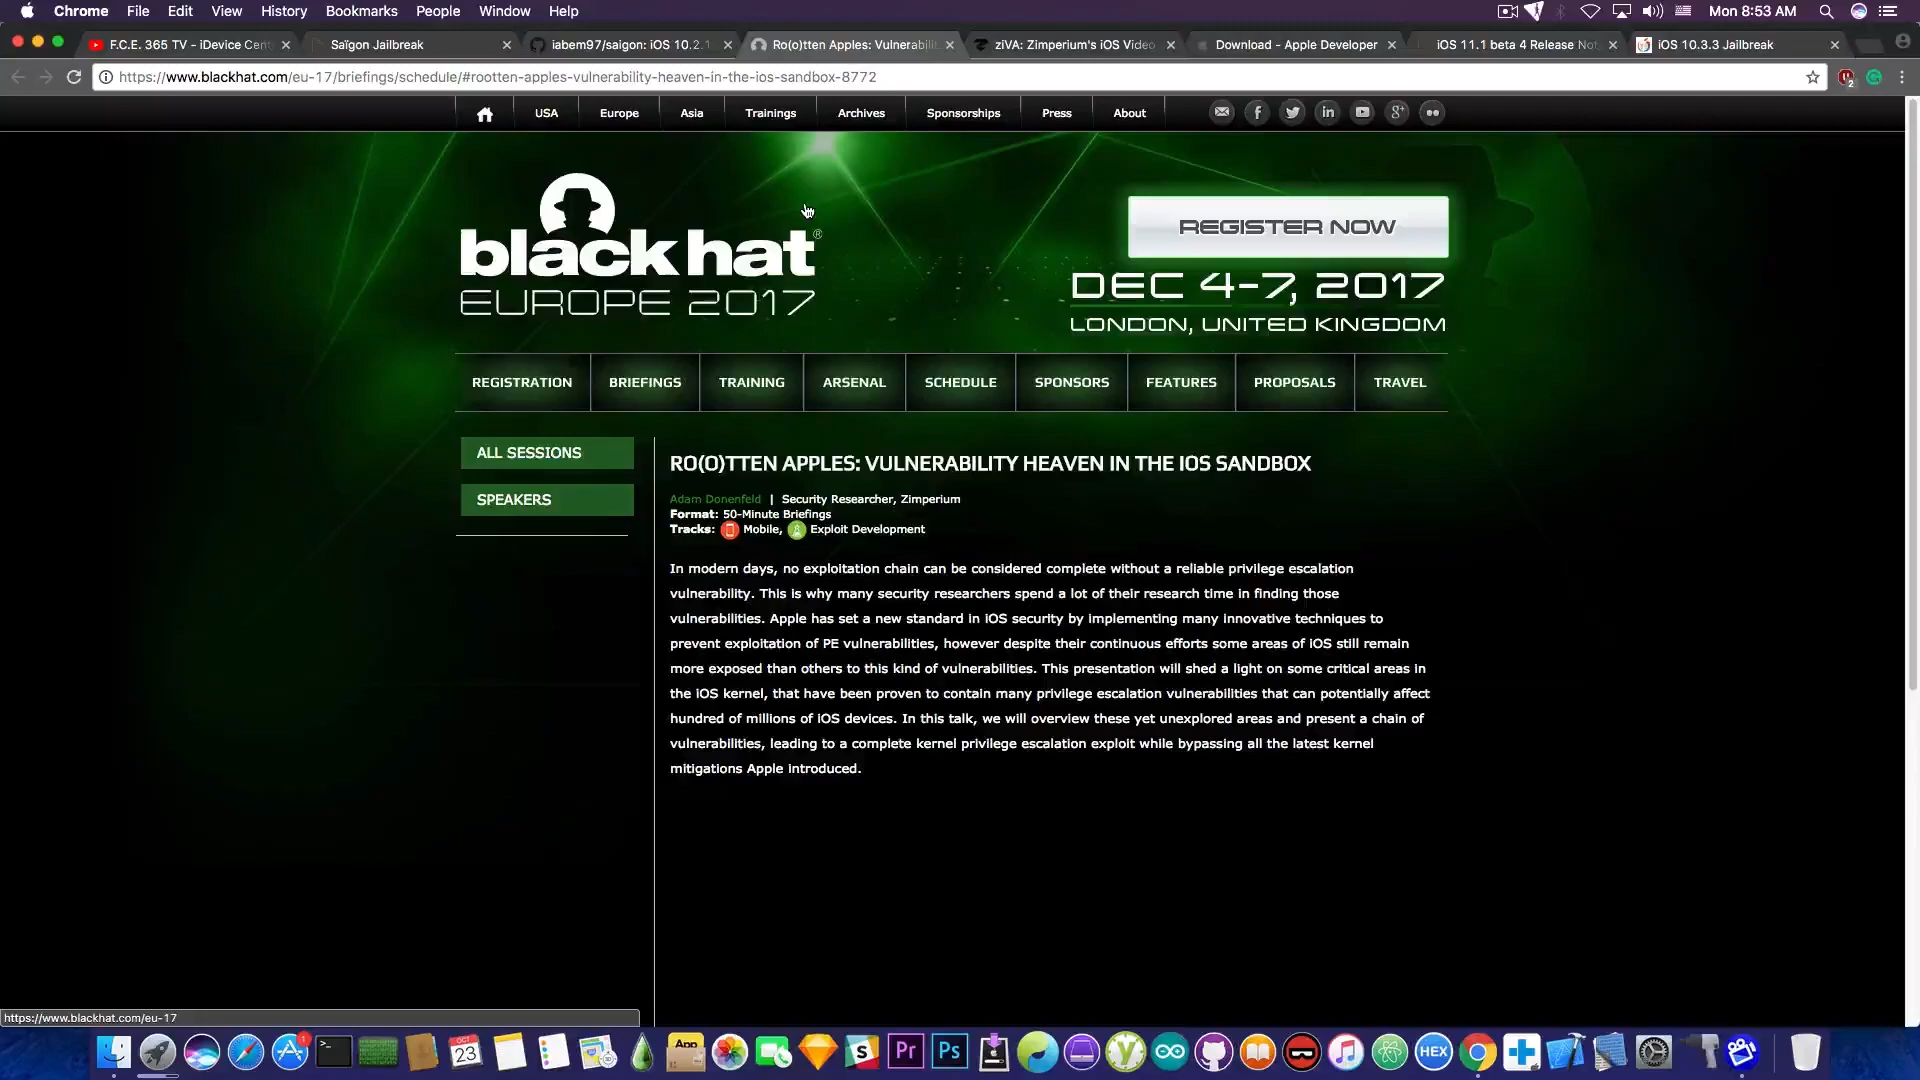 Chrome File Edit View History Bookmarks People Window Help Mon 8:53 AM
F.C.E. 365 TV - iDevice Cent
Saïgon Jailbreak
iabem97/saigon: iOS 10.2.1
Ro(o)tten Apples: Vulnerabilit
ziVA: Zimperium's iOS Video
Download - Apple Developer
iOS 11.1 beta 4 Release Not
iOS 10.3.3 Jailbreak
https://www.blackhat.com/eu-17/briefings/schedule/#rootten-apples-vulnerability-heaven-in-the-ios-sandbox-8772
2
USA Europe Asia Trainings Archives Sponsorships Press About
REGISTER NOW
black hat®
EUROPE 2017
DEC 4-7, 2017
LONDON, UNITED KINGDOM
REGISTRATION BRIEFINGS TRAINING ARSENAL SCHEDULE SPONSORS FEATURES PROPOSALS TRAVEL
ALL SESSIONS
SPEAKERS
RO(O)TTEN APPLES: VULNERABILITY HEAVEN IN THE IOS SANDBOX
Adam Donenfeld | Security Researcher, Zimperium
Format: 50-Minute Briefings
Tracks: Mobile, Exploit Development
In modern days, no exploitation chain can be considered complete without a reliable privilege escalation
vulnerability. This is why many security researchers spend a lot of their research time in finding those
vulnerabilities. Apple has set a new standard in iOS security by implementing many innovative techniques to
prevent exploitation of PE vulnerabilities, however despite their continuous efforts some areas of iOS still remain
more exposed than others to this kind of vulnerabilities. This presentation will shed a light on some critical areas in
the iOS kernel, that have been proven to contain many privilege escalation vulnerabilities that can potentially affect
hundred of millions of iOS devices. In this talk, we will overview these yet unexplored areas and present a chain of
vulnerabilities, leading to a complete kernel privilege escalation exploit while bypassing all the latest kernel
mitigations Apple introduced.
https://www.blackhat.com/eu-17
1
OCT
23
App
S
Pr
Ps
HEX